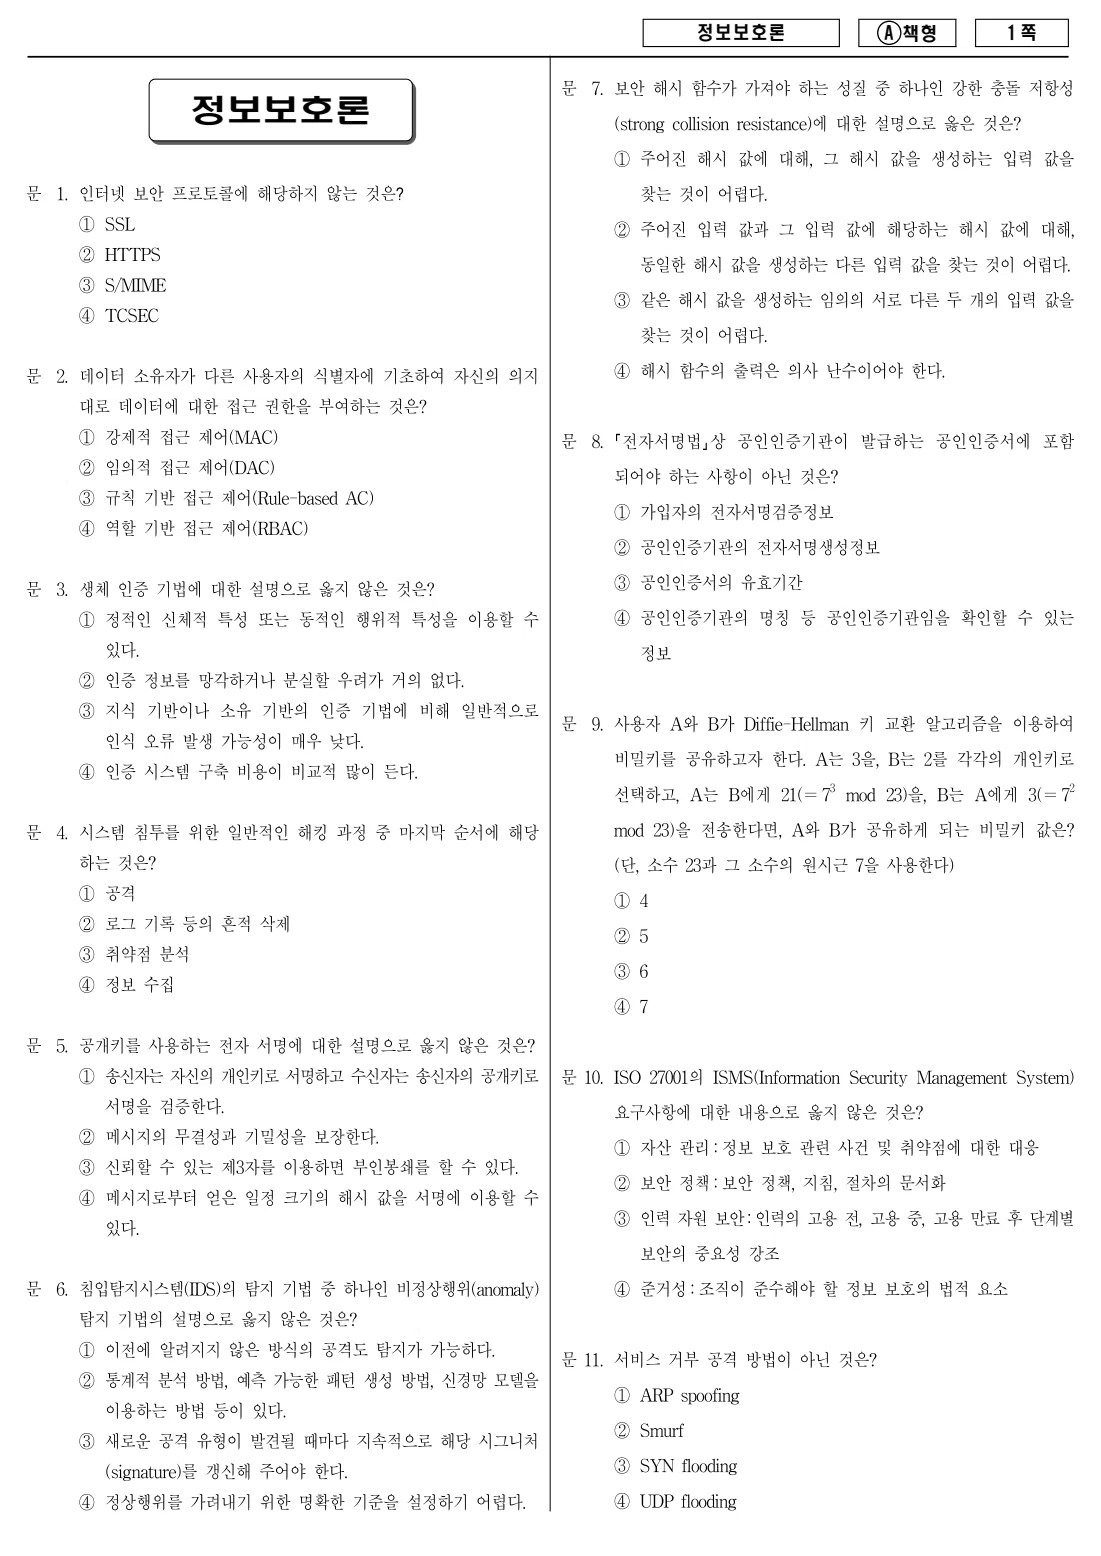 정보보호론
Ⓐ책형
1쪽
정보보호론
문 1. 인터넷 보안 프로토콜에 해당하지 않는 것은?
① SSL
② HTTPS
③ S/MIME
④ TCSEC
문 2. 데이터 소유자가 다른 사용자의 식별자에 기초하여 자신의 의지
대로 데이터에 대한 접근 권한을 부여하는 것은?
① 강제적 접근 제어(MAC)
② 임의적 접근 제어(DAC)
③ 규칙 기반 접근 제어(Rule-based AC)
④ 역할 기반 접근 제어(RBAC)
문 3. 생체 인증 기법에 대한 설명으로 옳지 않은 것은?
① 정적인 신체적 특성 또는 동적인 행위적 특성을 이용할 수
있다.
② 인증 정보를 망각하거나 분실할 우려가 거의 없다.
③ 지식 기반이나 소유 기반의 인증 기법에 비해 일반적으로
인식 오류 발생 가능성이 매우 낮다.
④ 인증 시스템 구축 비용이 비교적 많이 든다.
문 4. 시스템 침투를 위한 일반적인 해킹 과정 중 마지막 순서에 해당
하는 것은?
① 공격
② 로그 기록 등의 흔적 삭제
③ 취약점 분석
④ 정보 수집
문 5. 공개키를 사용하는 전자 서명에 대한 설명으로 옳지 않은 것은?
① 송신자는 자신의 개인키로 서명하고 수신자는 송신자의 공개키로
서명을 검증한다.
② 메시지의 무결성과 기밀성을 보장한다.
③ 신뢰할 수 있는 제3자를 이용하면 부인봉쇄를 할 수 있다.
④ 메시지로부터 얻은 일정 크기의 해시 값을 서명에 이용할 수
있다.
문 6. 침입탐지시스템(IDS)의 탐지 기법 중 하나인 비정상행위(anomaly)
탐지 기법의 설명으로 옳지 않은 것은?
① 이전에 알려지지 않은 방식의 공격도 탐지가 가능하다.
② 통계적 분석 방법, 예측 가능한 패턴 생성 방법, 신경망 모델을
이용하는 방법 등이 있다.
③ 새로운 공격 유형이 발견될 때마다 지속적으로 해당 시그니처
(signature)를 갱신해 주어야 한다.
④ 정상행위를 가려내기 위한 명확한 기준을 설정하기 어렵다.
문 7. 보안 해시 함수가 가져야 하는 성질 중 하나인 강한 충돌 저항성
(strong collision resistance)에 대한 설명으로 옳은 것은?
① 주어진 해시 값에 대해, 그 해시 값을 생성하는 입력 값을
찾는 것이 어렵다.
② 주어진 입력 값과 그 입력 값에 해당하는 해시 값에 대해,
동일한 해시 값을 생성하는 다른 입력 값을 찾는 것이 어렵다.
③ 같은 해시 값을 생성하는 임의의 서로 다른 두 개의 입력 값을
찾는 것이 어렵다.
④ 해시 함수의 출력은 의사 난수이어야 한다.
문 8. ｢전자서명법｣상 공인인증기관이 발급하는 공인인증서에 포함
되어야 하는 사항이 아닌 것은?
① 가입자의 전자서명검증정보
② 공인인증기관의 전자서명생성정보
③ 공인인증서의 유효기간
④ 공인인증기관의 명칭 등 공인인증기관임을 확인할 수 있는
정보
문 9. 사용자 A와 B가 Diffie-Hellman 키 교환 알고리즘을 이용하여
비밀키를 공유하고자 한다. A는 3을, B는 2를 각각의 개인키로
선택하고, A는 B에게 21(=7³ mod 23)을, B는 A에게 3(=7²
mod 23)을 전송한다면, A와 B가 공유하게 되는 비밀키 값은?
(단, 소수 23과 그 소수의 원시근 7을 사용한다)
① 4
② 5
③ 6
④ 7
문 10. ISO 27001의 ISMS(Information Security Management System)
요구사항에 대한 내용으로 옳지 않은 것은?
① 자산 관리 : 정보 보호 관련 사건 및 취약점에 대한 대응
② 보안 정책 : 보안 정책, 지침, 절차의 문서화
③ 인력 자원 보안 : 인력의 고용 전, 고용 중, 고용 만료 후 단계별
보안의 중요성 강조
④ 준거성 : 조직이 준수해야 할 정보 보호의 법적 요소
문 11. 서비스 거부 공격 방법이 아닌 것은?
① ARP spoofing
② Smurf
③ SYN flooding
④ UDP flooding